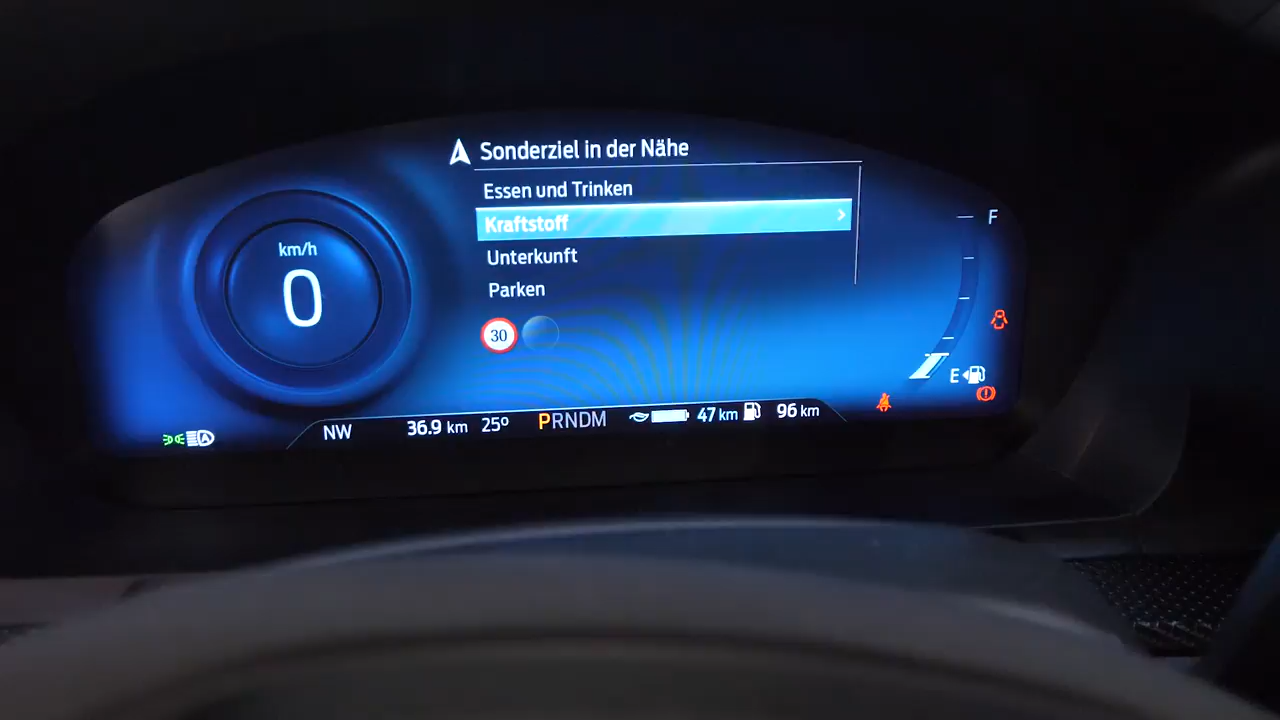 Sonderziel in der Nähe
Essen und Trinken
Kraftstoff
Unterkunft
Parken
30
km/h
0
F
E
A
NW 36.9 km 25º PRNDM 47 km 96 km